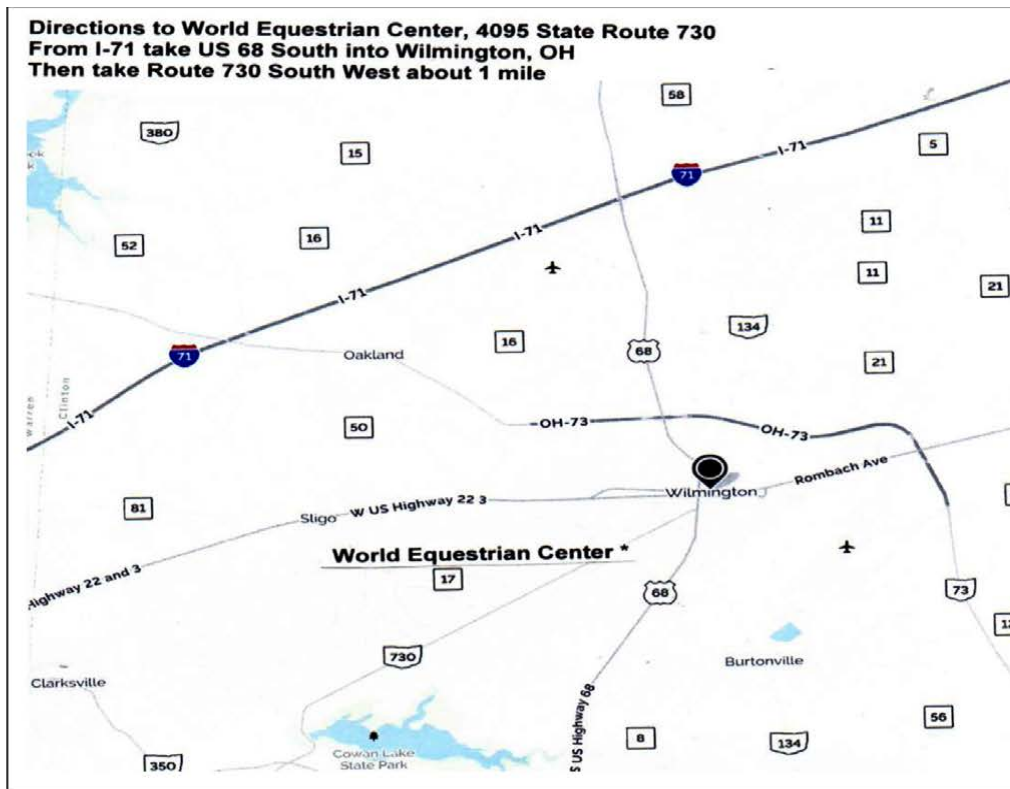 Directions to World Equestrian Center, 4095 State Route 730
From I-71 take US 68 South into Wilmington, OH
Then take Route 730 South West about 1 mile
58
380
15
I-71
5
71
52
16
I-71
11
11
21
I-71
134
16
68
Oakland
71
21
warren
Clinton
I-71
50
OH-73
OH-73
Rombach Ave
Wilmington
81
Sligo
W US Highway 22 3
World Equestrian Center *
17
Highway 22 and 3
68
73
730
Burtonville
Clarksville
S US Highway 68
56
8
134
Cowan Lake
State Park
350